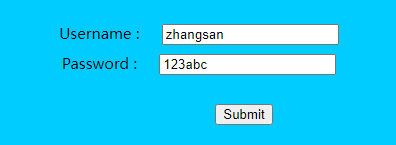 Username : zhangsan
Password : 123abc
Submit